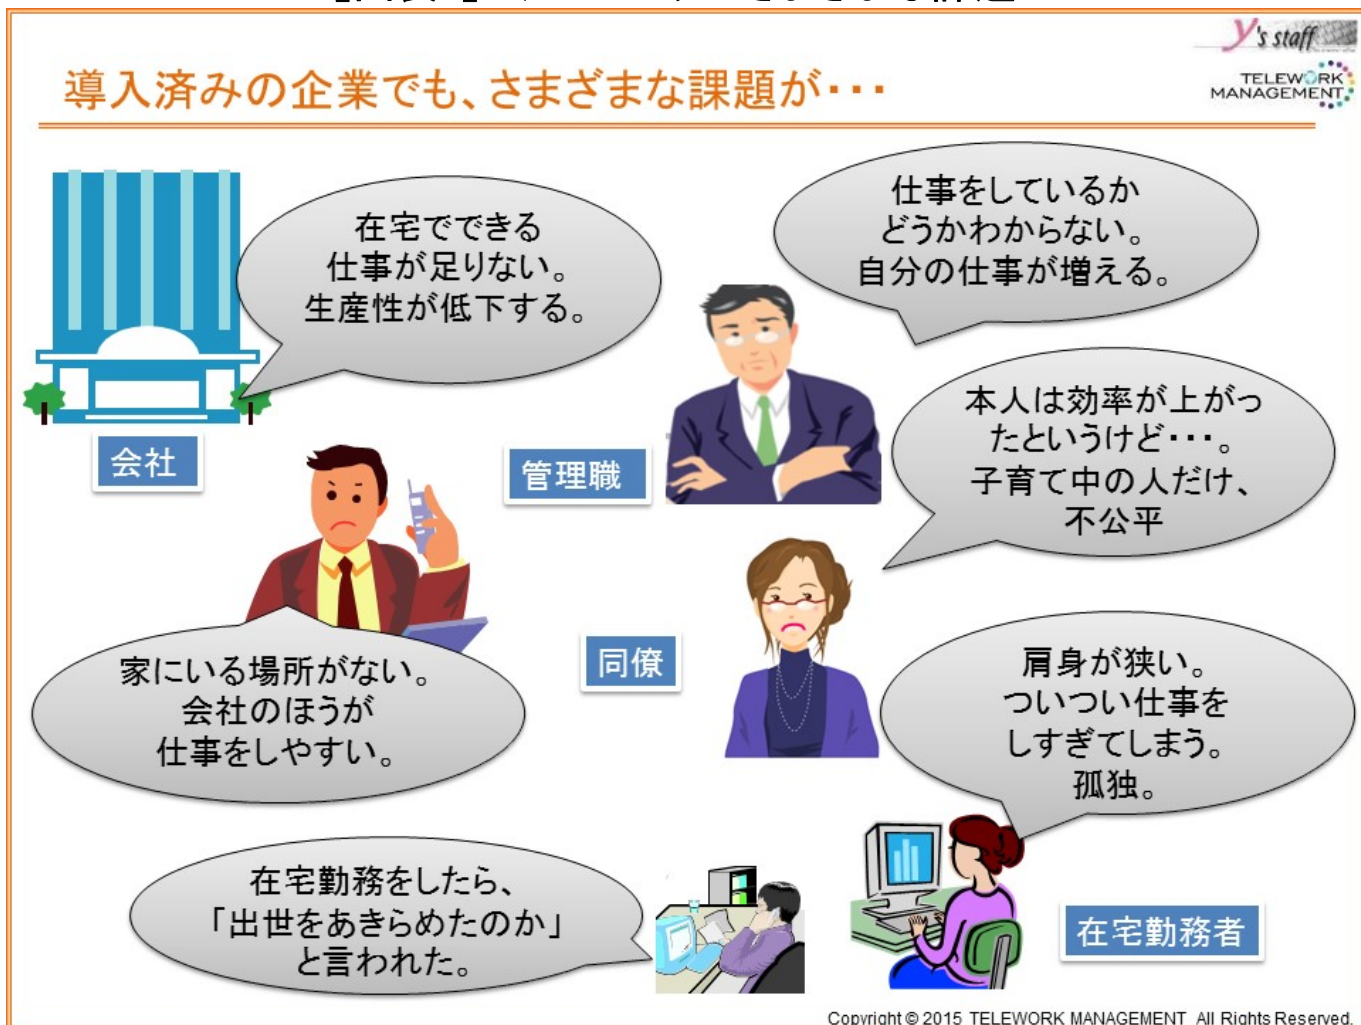 y's staff
TELEWORK
MANAGEMENT
導入済みの企業でも、さまざまな課題が・・・
在宅でできる
仕事が足りない。
生産性が低下する。
会社
仕事をしているか
どうかわからない。
自分の仕事が増える。
管理職
本人は効率が上がっ
たというけど・・・。
子育て中の人だけ、
不公平
同僚
家にいる場所がない。
会社のほうが
仕事をしやすい。
肩身が狭い。
ついつい仕事を
しすぎてしまう。
孤独。
在宅勤務をしたら、
「出世をあきらめたのか」
と言われた。
在宅勤務者
Copyright © 2015 TELEWORK MANAGEMENT All Rights Reserved.